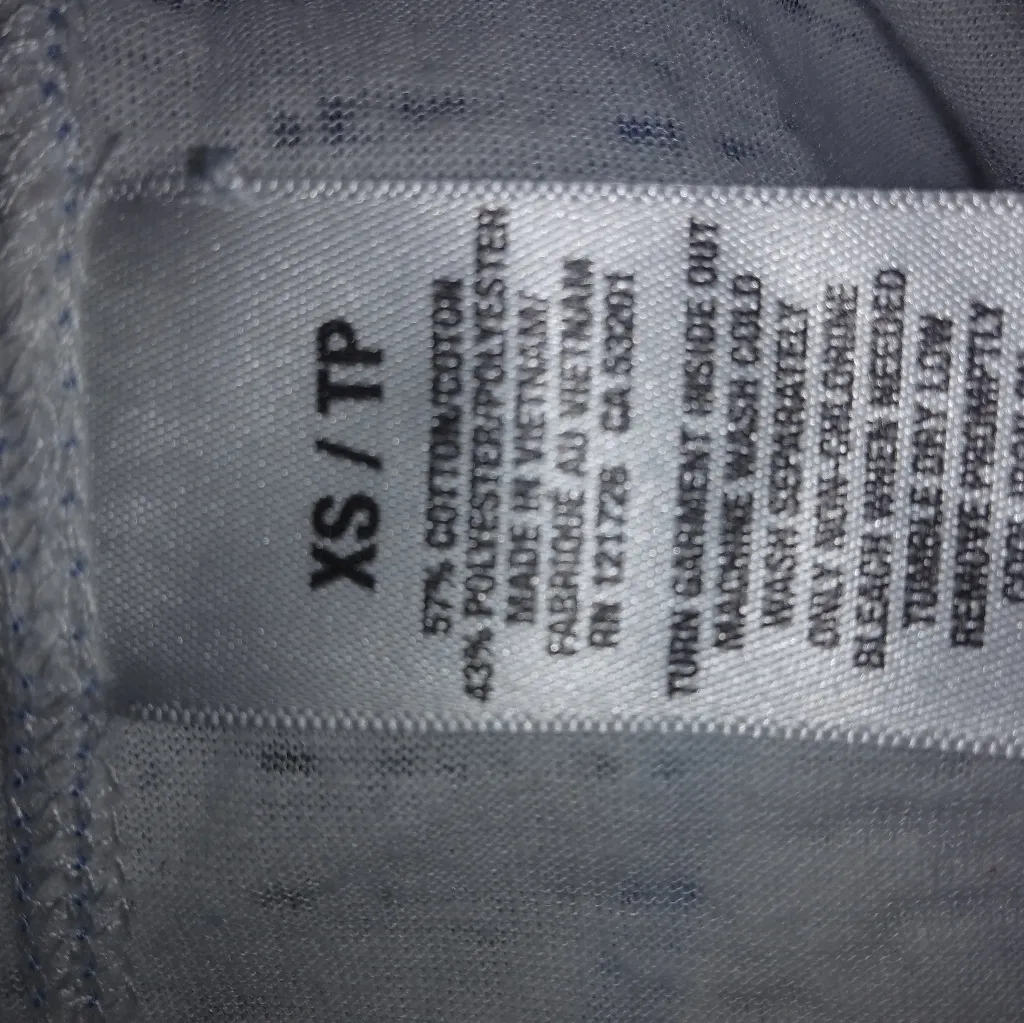 XS / TP
57% COTTON/COTON
43% POLYESTER/POLYESTER
MADE IN VIETNAM/
FABRIQUÉ AU VIETNAM
RN 121726 CA 53201
TURN GARMENT INSIDE OUT
MACHINE WASH COLD
WASH SEPARATELY
ONLY NON-CHLORINE
BLEACH WHEN NEEDED
TUMBLE DRY LOW
REMOVE PROMPTLY